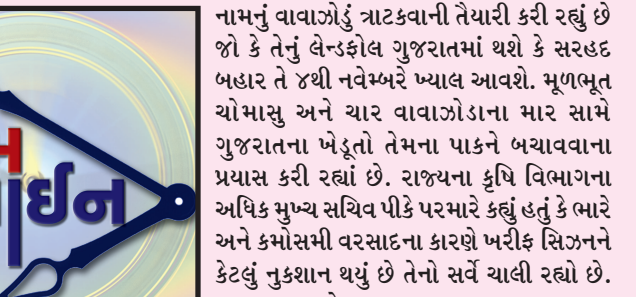 નામનું વાવાઝોડું ત્રાટકવાની તૈયારી કરી રહ્યું છે
જો કે તેનું લેન્ડફોલ ગુજરાતમાં થશે કે સરહદ
બહાર તે ૪થી નવેમ્બરે ખ્યાલ આવશે. મૂળભૂત
ચોમાસુ અને ચાર વાવાઝોડાના માર સામે
ગુજરાતના ખેડૂતો તેમના પાકને બચાવવાના
પ્રયાસ કરી રહ્યાં છે. રાજ્યના કૃષિ વિભાગના
અધિક મુખ્ય સચિવ પીકે પરમારે કહ્યું હતું કે ભારે
અને કમોસમી વરસાદના કારણે ખરીફ સિઝનને
કેટલું નુકશાન થયું છે તેનો સર્વે ચાલી રહ્યો છે.